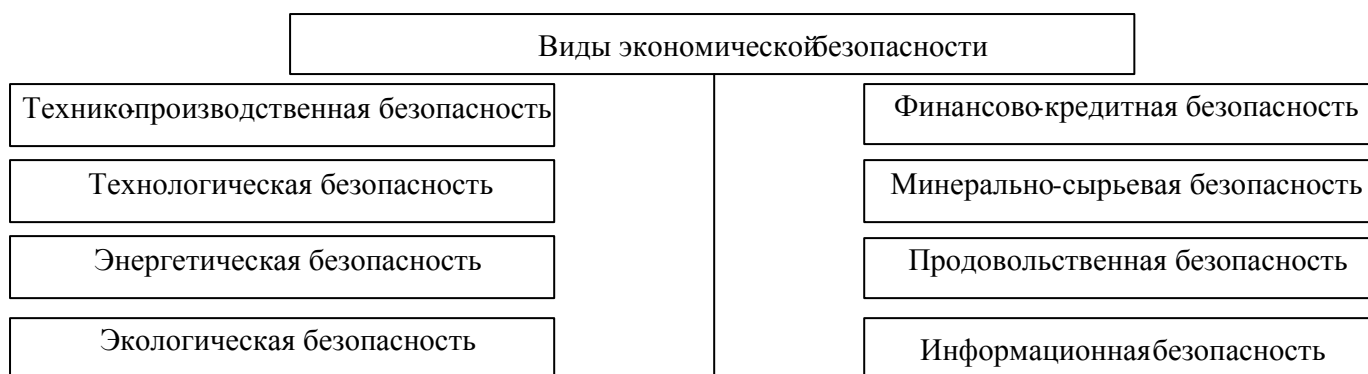 Виды экономической безопасности
Технико-производственная безопасность
Финансово-кредитная безопасность
Технологическая безопасность
Минерально-сырьевая безопасность
Энергетическая безопасность
Продовольственная безопасность
Экологическая безопасность
Информационная безопасность